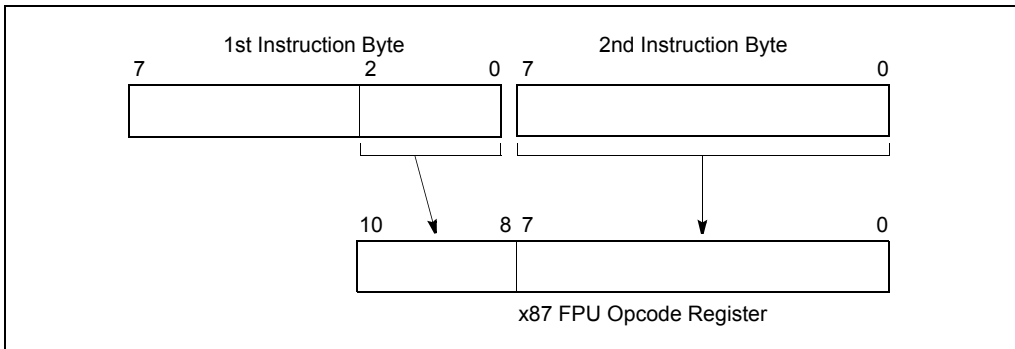 1st Instruction Byte 2nd Instruction Byte
7 2 0 7 0
10 8 7 0
x87 FPU Opcode Register